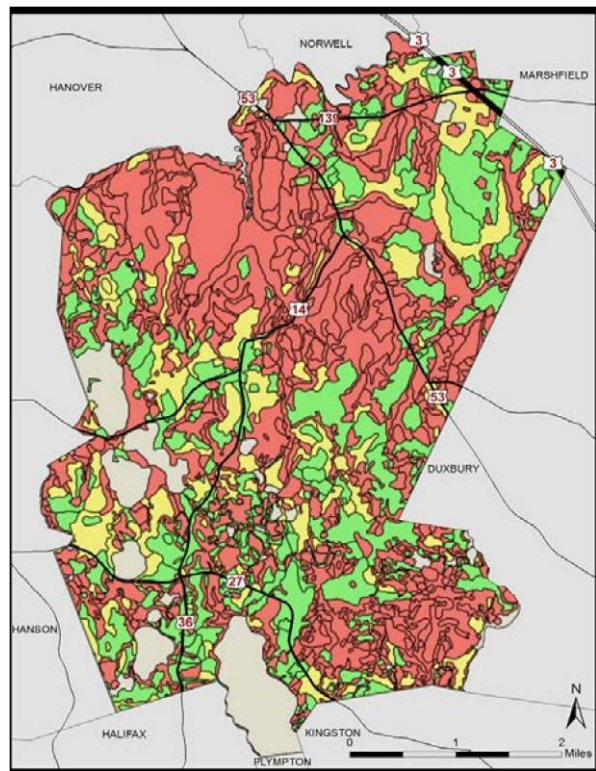 NORWELL
3
HANOVER
3
MARSHFIELD
53
139
3
14
53
DUXBURY
27
HANSON
36
N
HALIFAX
KINGSTON
0 1 2
Miles
PLYMPTON